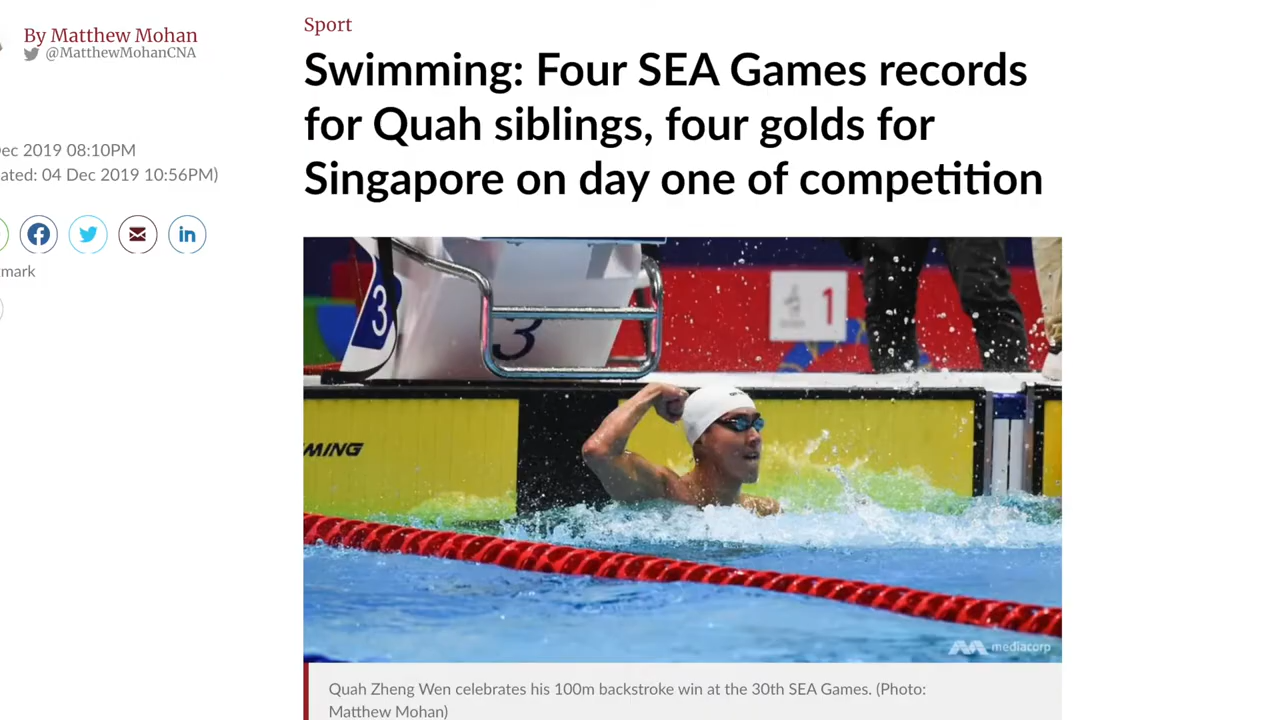 By Matthew Mohan
@MatthewMohanCNA
Dec 2019 08:10PM
ated: 04 Dec 2019 10:56PM)
mark
Sport
Swimming: Four SEA Games records
for Quah siblings, four golds for
Singapore on day one of competition
3
3
1
MING
mediacorp
Quah Zheng Wen celebrates his 100m backstroke win at the 30th SEA Games. (Photo:
Matthew Mohan)